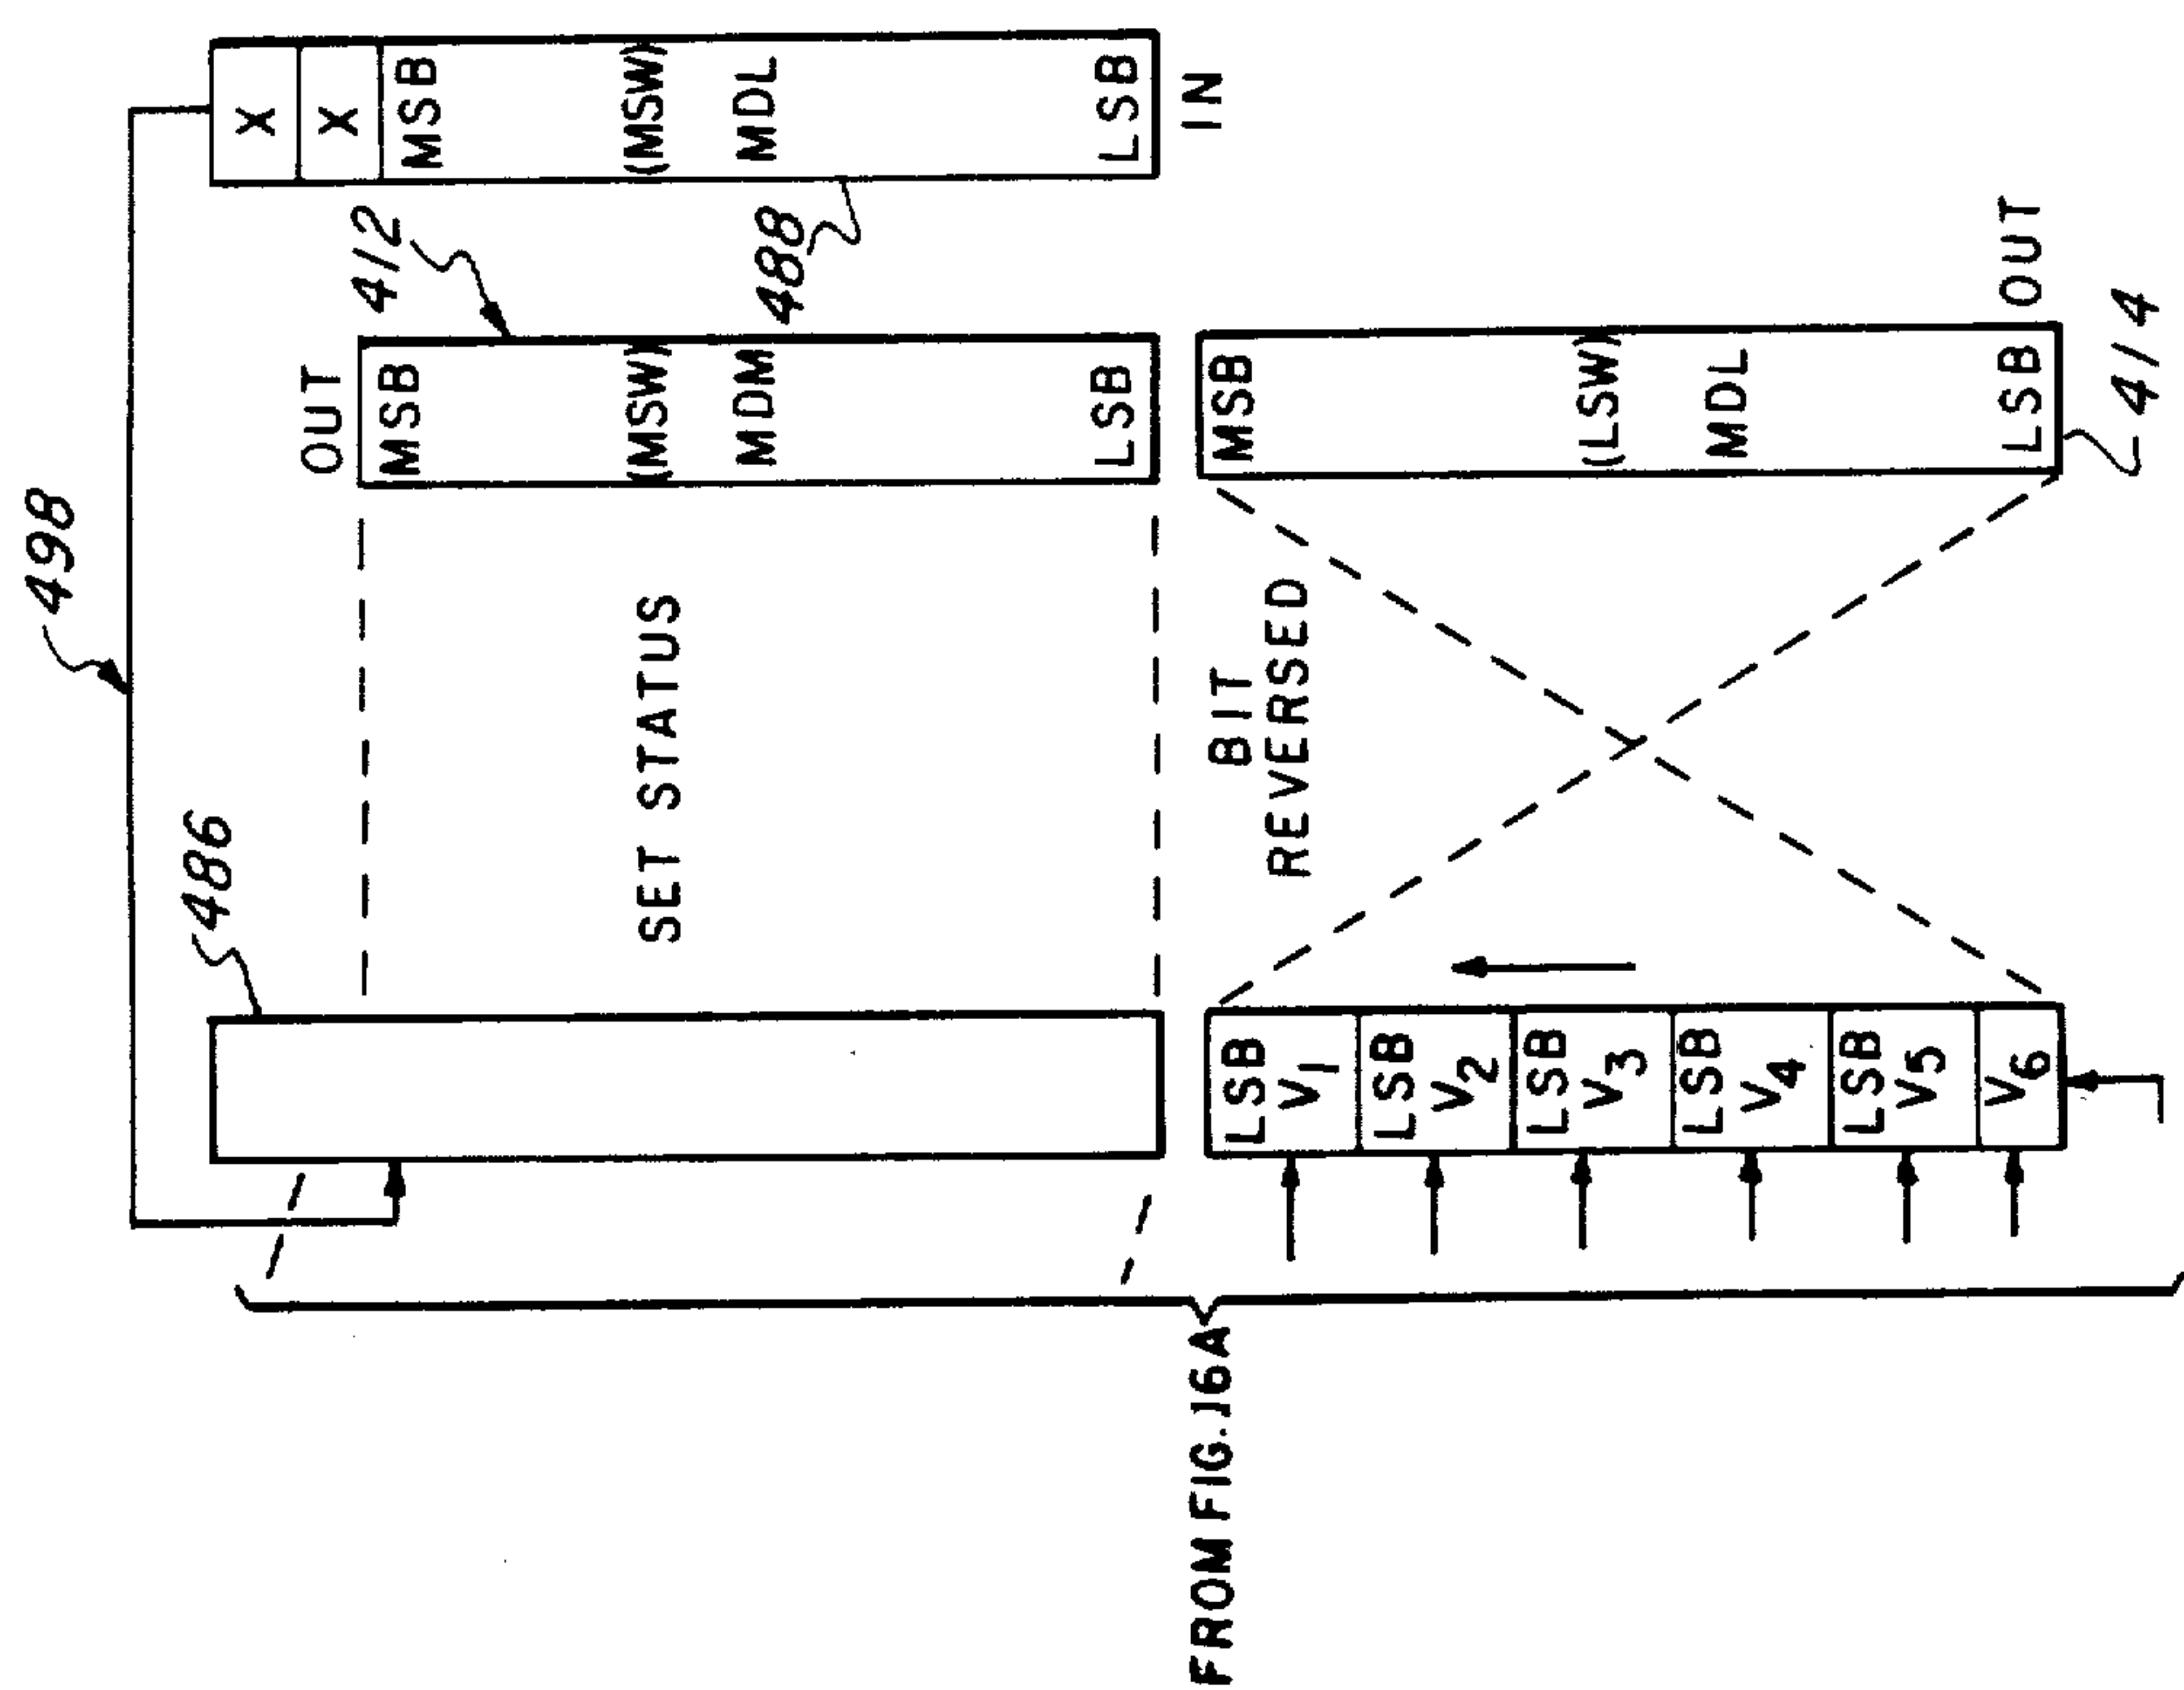 498
486
OUT
412
X
X
MSB
(MSW)
MDL
LSB
IN
488
MSB
(MSW)
MDM
LSB
SET STATUS
FROM FIG. 16A
BIT
REVERSED
LSB
V1
LSB
V2
LSB
V3
LSB
V4
LSB
V5
V6
MSB
(LSW)
MDL
LSB
OUT
414